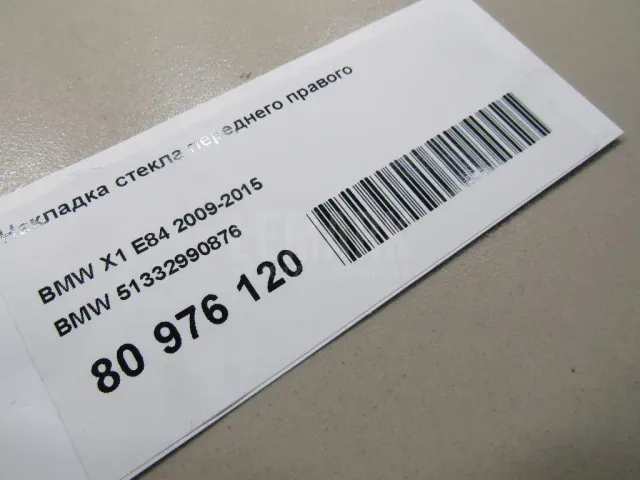 Накладка стекла переднего правого
BMW X1 E84 2009-2015
BMW 51332990876
80 976 120